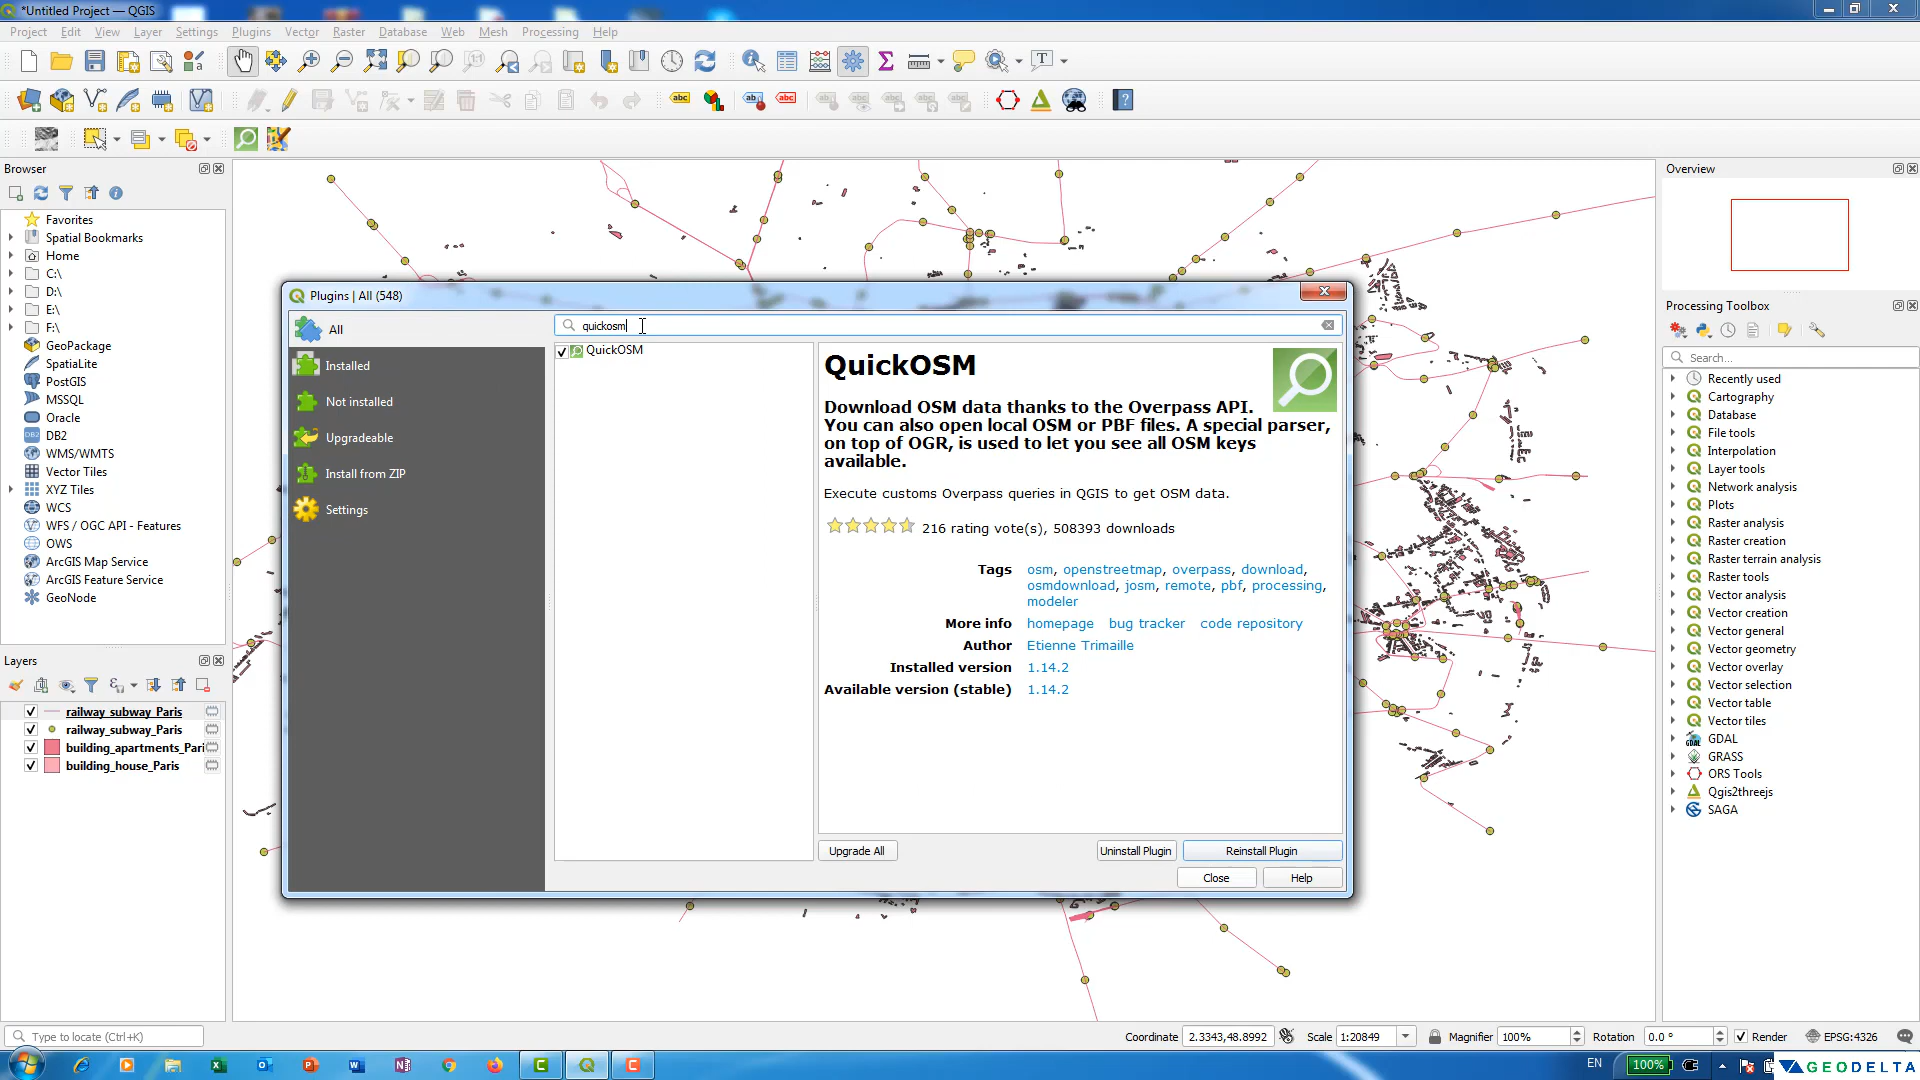 *Untitled Project — QGIS
Project Edit View Layer Settings Plugins Vector Raster Database Web Mesh Processing Help
Browser
Favorites
Spatial Bookmarks
Home
C:\
D:\
E:\
F:\
GeoPackage
SpatiaLite
PostGIS
MSSQL
Oracle
DB2
WMS/WMTS
Vector Tiles
XYZ Tiles
WCS
WFS / OGC API - Features
OWS
ArcGIS Map Service
ArcGIS Feature Service
GeoNode
Layers
railway_subway_Paris
railway_subway_Paris
building_apartments_Pari
building_house_Paris
Plugins | All (548)
All
Installed
Not installed
Upgradeable
Install from ZIP
Settings
quickosm
QuickOSM
QuickOSM
Download OSM data thanks to the Overpass API.
You can also open local OSM or PBF files. A special parser,
on top of OGR, is used to let you see all OSM keys
available.
Execute customs Overpass queries in QGIS to get OSM data.
216 rating vote(s), 508393 downloads
Tags osm, openstreetmap, overpass, download,
osmdownload, josm, remote, pbf, processing,
modeler
More info homepage bug tracker code repository
Author Etienne Trimaille
Installed version 1.14.2
Available version (stable) 1.14.2
Upgrade All Uninstall Plugin Reinstall Plugin
Close Help
Overview
Processing Toolbox
Search...
Recently used
Cartography
Database
File tools
Interpolation
Layer tools
Network analysis
Plots
Raster analysis
Raster creation
Raster terrain analysis
Raster tools
Vector analysis
Vector creation
Vector general
Vector geometry
Vector overlay
Vector selection
Vector table
Vector tiles
GDAL
GRASS
ORS Tools
Qgis2threejs
SAGA
Type to locate (Ctrl+K)
Coordinate 2.3343,48.8992 Scale 1:20849 Magnifier 100% Rotation 0.0 ° Render EPSG:4326
EN 100% GEODELTA